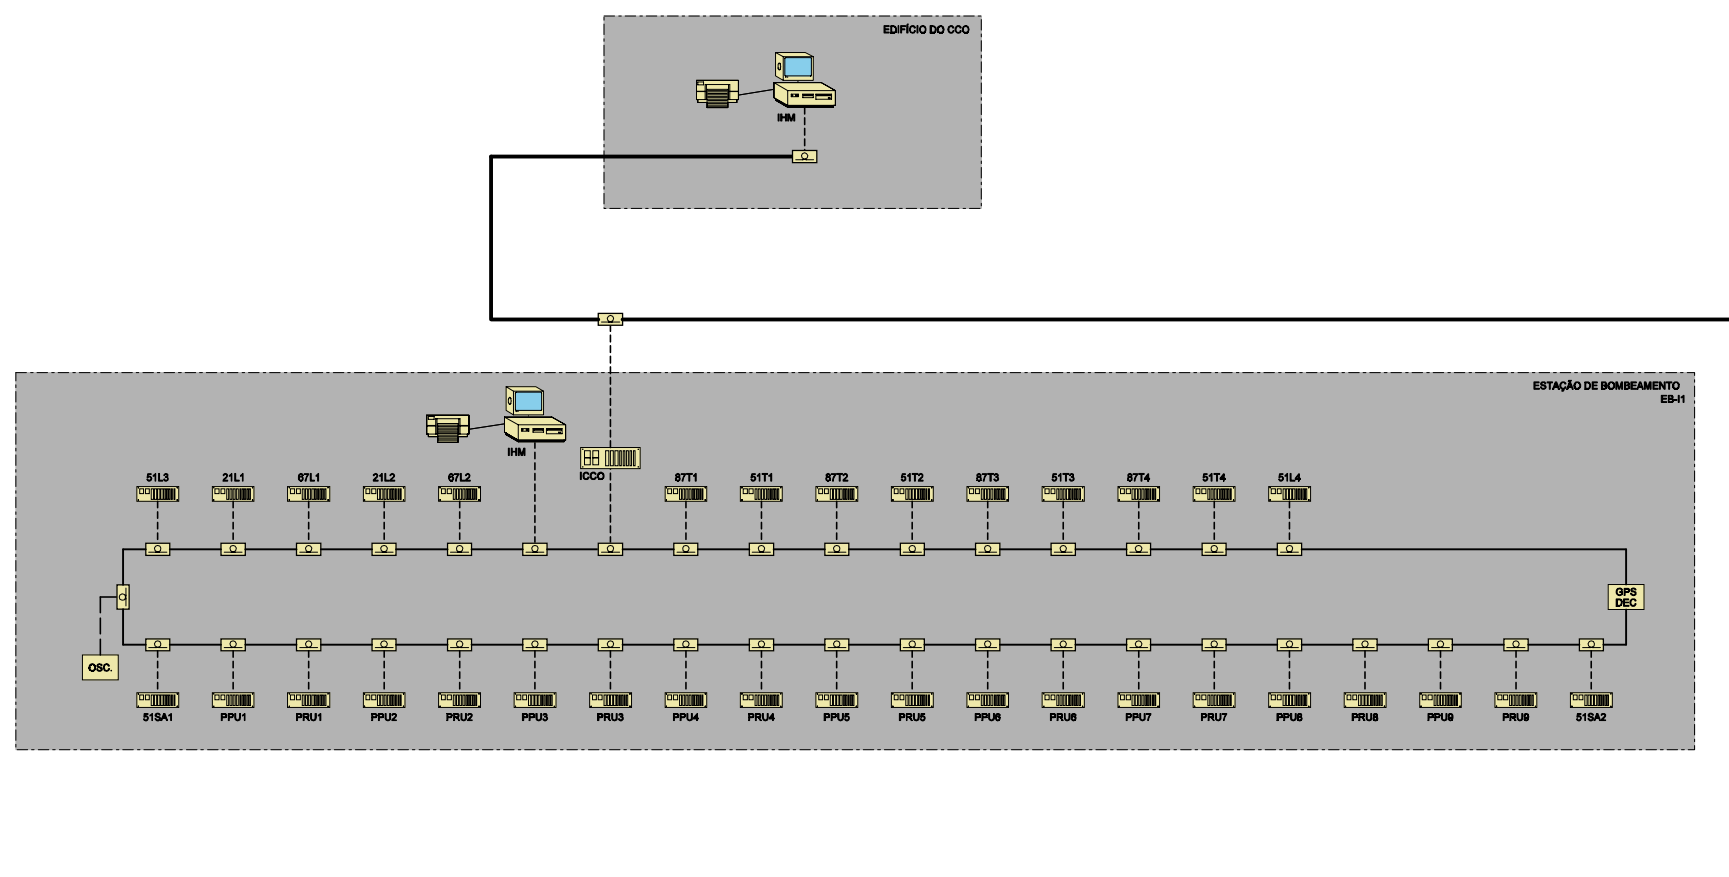 EDIFÍCIO DO CCO
IHM
ESTAÇÃO DE BOMBEAMENTO
EB-I1
IHM
ICCO
51L3
21L1
67L1
21L2
67L2
87T1
51T1
87T2
51T2
87T3
51T3
87T4
51T4
51L4
GPS
DEC
OSC.
51SA1
PPU1
PRU1
PPU2
PRU2
PPU3
PRU3
PPU4
PRU4
PPU5
PRU5
PPU6
PRU6
PPU7
PRU7
PPU8
PRU8
PPU9
PRU9
51SA2